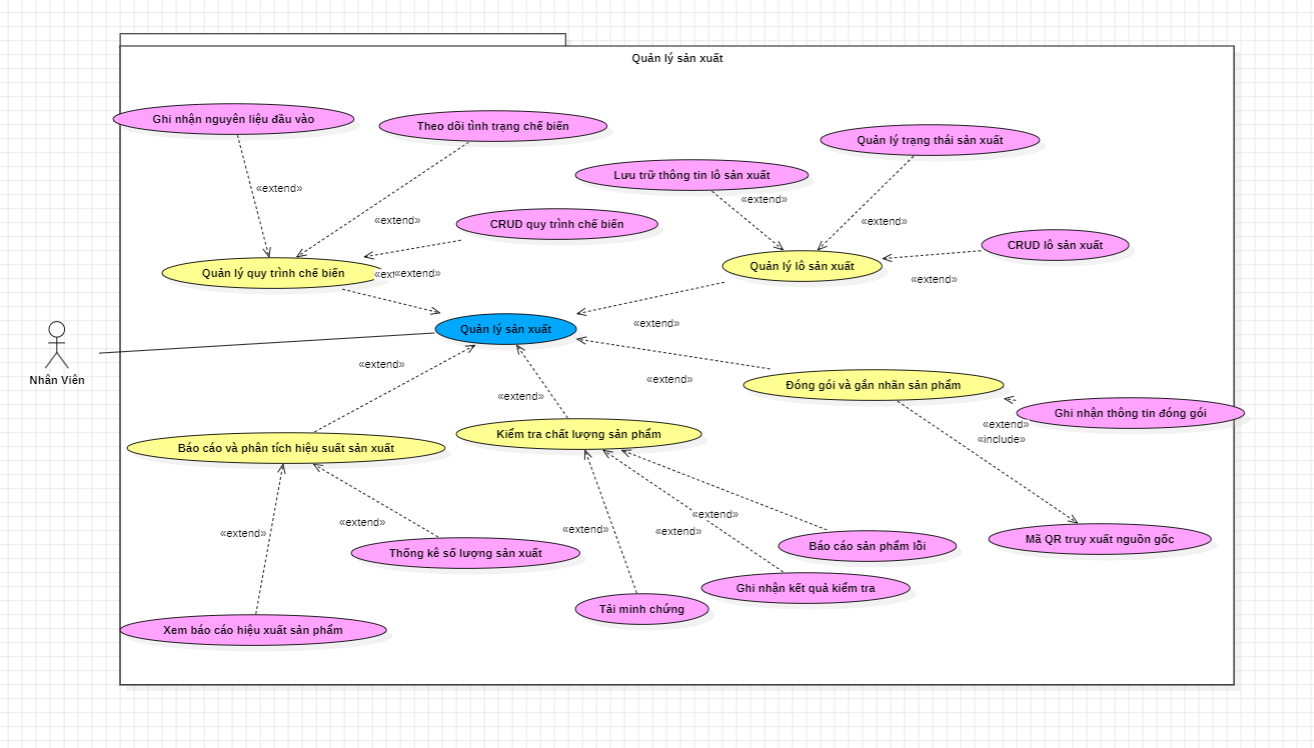 Quản lý sản xuất
Ghi nhận nguyên liệu đầu vào
Theo dõi tình trạng chế biến
Quản lý trạng thái sản xuất
Lưu trữ thông tin lô sản xuất
«extend»
«extend»
«extend»
CRUD quy trình chế biến
«extend»
CRUD lô sản xuất
Quản lý quy trình chế biến
«ext
«extend»
Quản lý lô sản xuất
«extend»
Quản lý sản xuất
«extend»
Nhân Viên
«extend»
«extend»
Đóng gói và gắn nhãn sản phẩm
«extend»
Ghi nhận thông tin đóng gói
«extend»
«include»
Báo cáo và phân tích hiệu suất sản xuất
Kiểm tra chất lượng sản phẩm
«extend»
«extend»
«extend»
«extend»
«extend»
Thống kê số lượng sản xuất
Báo cáo sản phẩm lỗi
Mã QR truy xuất nguồn gốc
Ghi nhận kết quả kiểm tra
Tải minh chứng
Xem báo cáo hiệu xuất sản phẩm